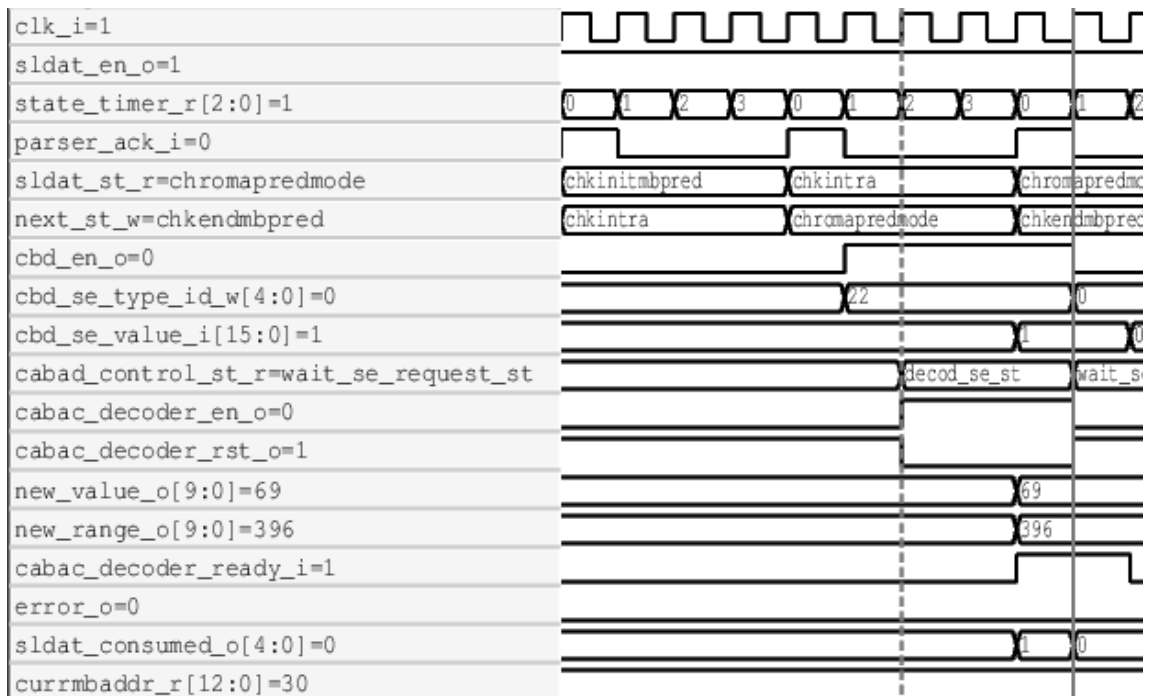 clk_i=1
sldat_en_o=1
state_timer_r[2:0]=1 0 1 2 3 0 1 2 3 0 1 2
parser_ack_i=0
sldat_st_r=chromapredmode chkinitmbpred chkintra chromapredmo
next_st_w=chkendmbpred chkintra chromapredmode chkendmbpred
cbd_en_o=0
cbd_se_type_id_w[4:0]=0 22 0
cbd_se_value_i[15:0]=1 1 0
cabad_control_st_r=wait_se_request_st decod_se_st wait_s
cabac_decoder_en_o=0
cabac_decoder_rst_o=1
new_value_o[9:0]=69 69
new_range_o[9:0]=396 396
cabac_decoder_ready_i=1
error_o=0
sldat_consumed_o[4:0]=0 1 0
currmbaddr_r[12:0]=30